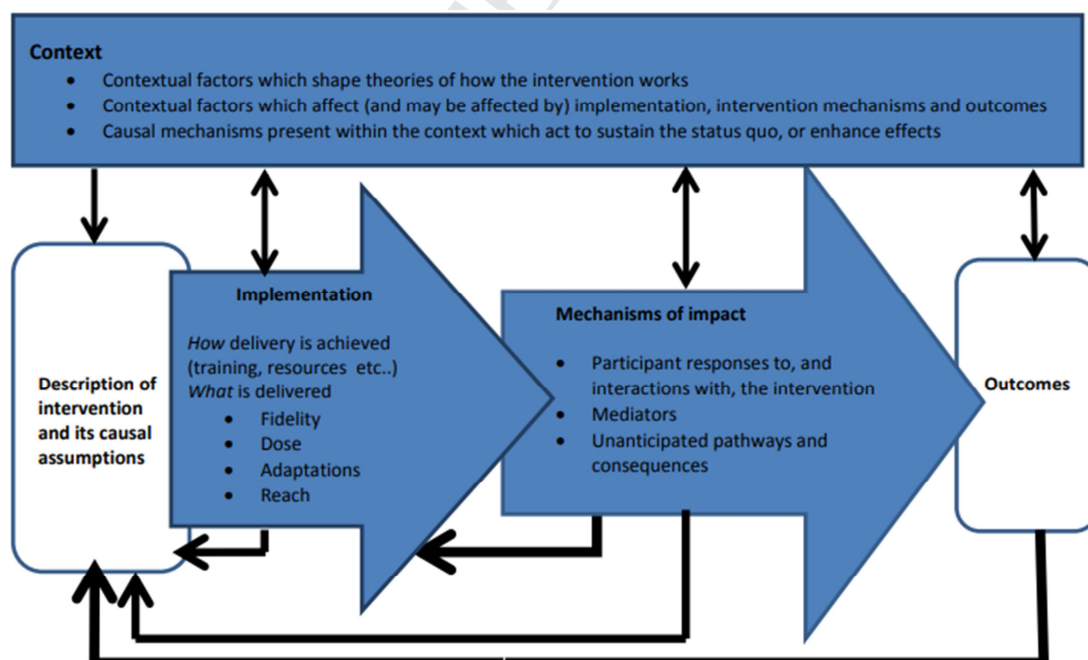 Context
• Contextual factors which shape theories of how the intervention works
• Contextual factors which affect (and may be affected by) implementation, intervention mechanisms and outcomes
• Causal mechanisms present within the context which act to sustain the status quo, or enhance effects
Description of
intervention
and its causal
assumptions
Implementation
How delivery is achieved
(training, resources etc..)
What is delivered
• Fidelity
• Dose
• Adaptations
• Reach
Mechanisms of impact
• Participant responses to, and
interactions with, the intervention
• Mediators
• Unanticipated pathways and
consequences
Outcomes